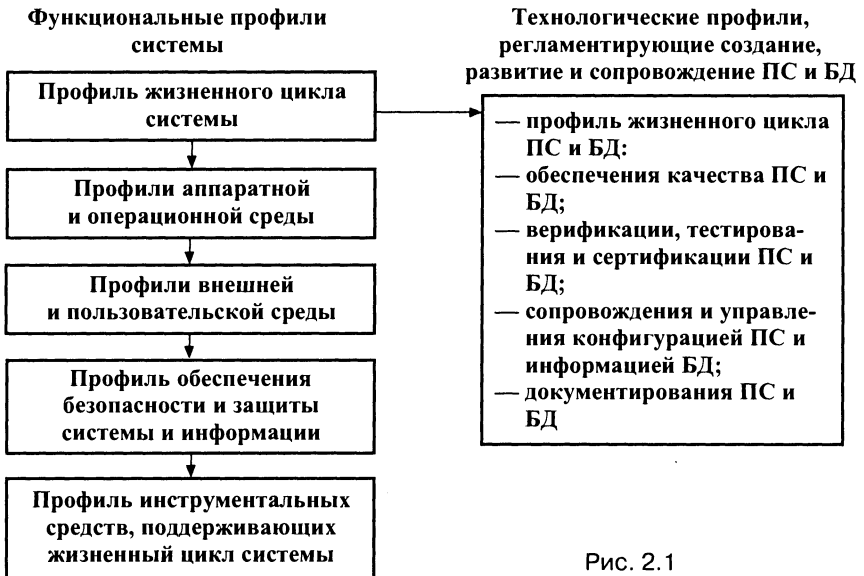 Функциональные профили
системы
Профиль жизненного цикла
системы
Профили аппаратной
и операционной среды
Профили внешней
и пользовательской среды
Профиль обеспечения
безопасности и защиты
системы и информации
Профиль инструментальных
средств, поддерживающих
жизненный цикл системы
Технологические профили,
регламентирующие создание,
развитие и сопровождение ПС и БД
— профиль жизненного цикла
ПС и БД:
— обеспечения качества ПС и
БД;
— верификации, тестирова-
ния и сертификации ПС и
БД;
— сопровождения и управле-
ния конфигурацией ПС и
информацией БД;
— документирования ПС и
БД
Рис. 2.1